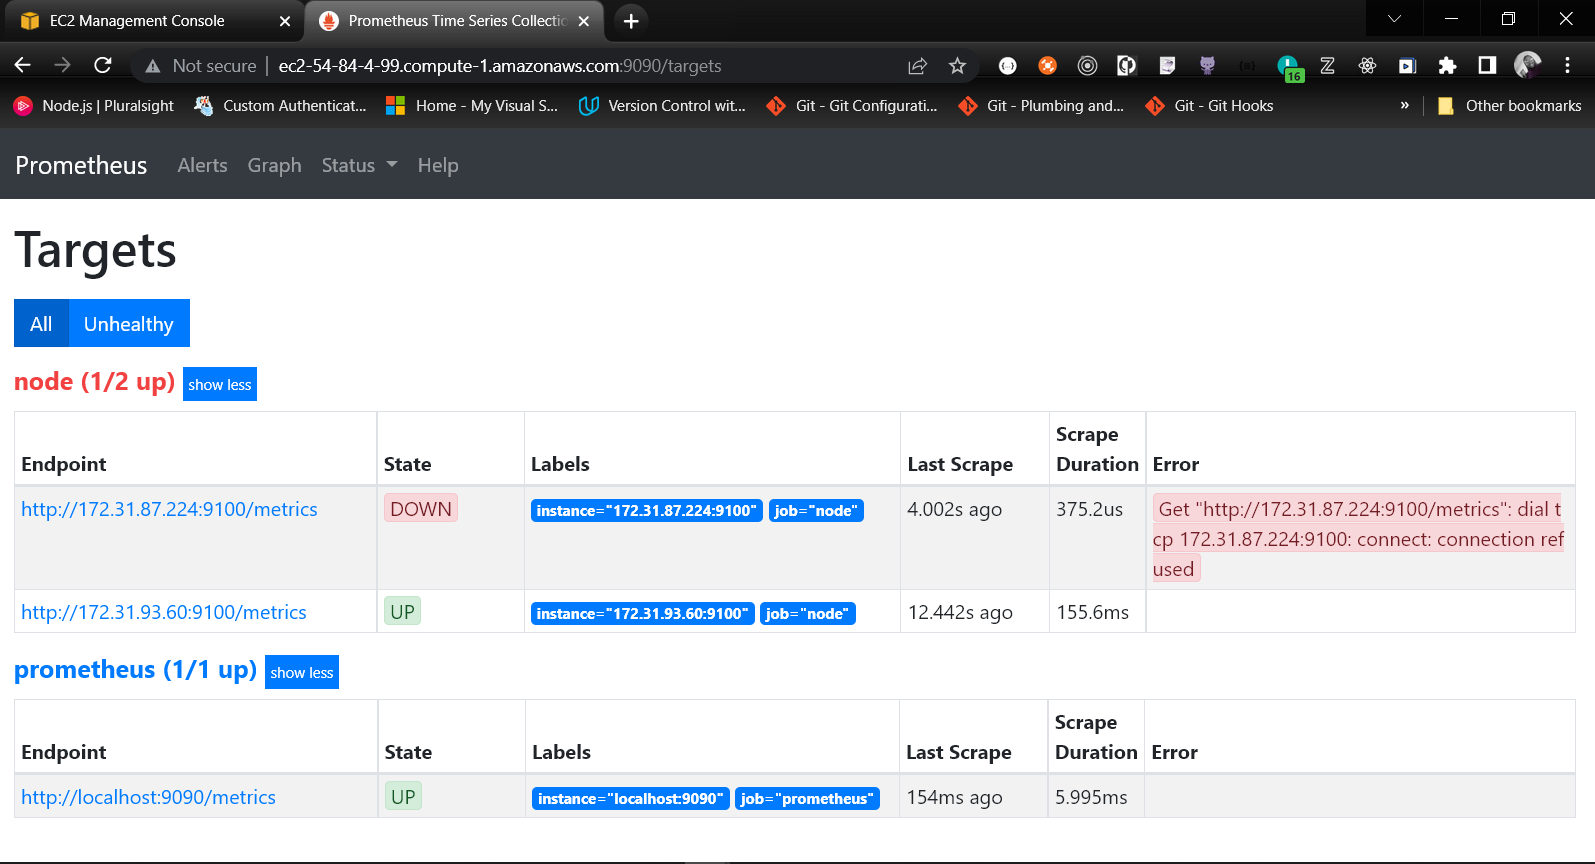 EC2 Management Console
Prometheus Time Series Collectio
Not secure | ec2-54-84-4-99.compute-1.amazonaws.com:9090/targets
16
Node.js | Pluralsight
Custom Authenticat...
Home - My Visual S...
Version Control wit...
Git - Git Configurati...
Git - Plumbing and...
Git - Git Hooks
»
Other bookmarks
Prometheus
Alerts
Graph
Status
Help
Targets
All
Unhealthy
node (1/2 up)
show less
Endpoint
State
Labels
Last Scrape
Scrape
Duration
Error
http://172.31.87.224:9100/metrics
DOWN
instance="172.31.87.224:9100"
job="node"
4.002s ago
375.2us
Get "http://172.31.87.224:9100/metrics": dial t
cp 172.31.87.224:9100: connect: connection ref
used
http://172.31.93.60:9100/metrics
UP
instance="172.31.93.60:9100"
job="node"
12.442s ago
155.6ms
prometheus (1/1 up)
show less
Endpoint
State
Labels
Last Scrape
Scrape
Duration
Error
http://localhost:9090/metrics
UP
instance="localhost:9090"
job="prometheus"
154ms ago
5.995ms